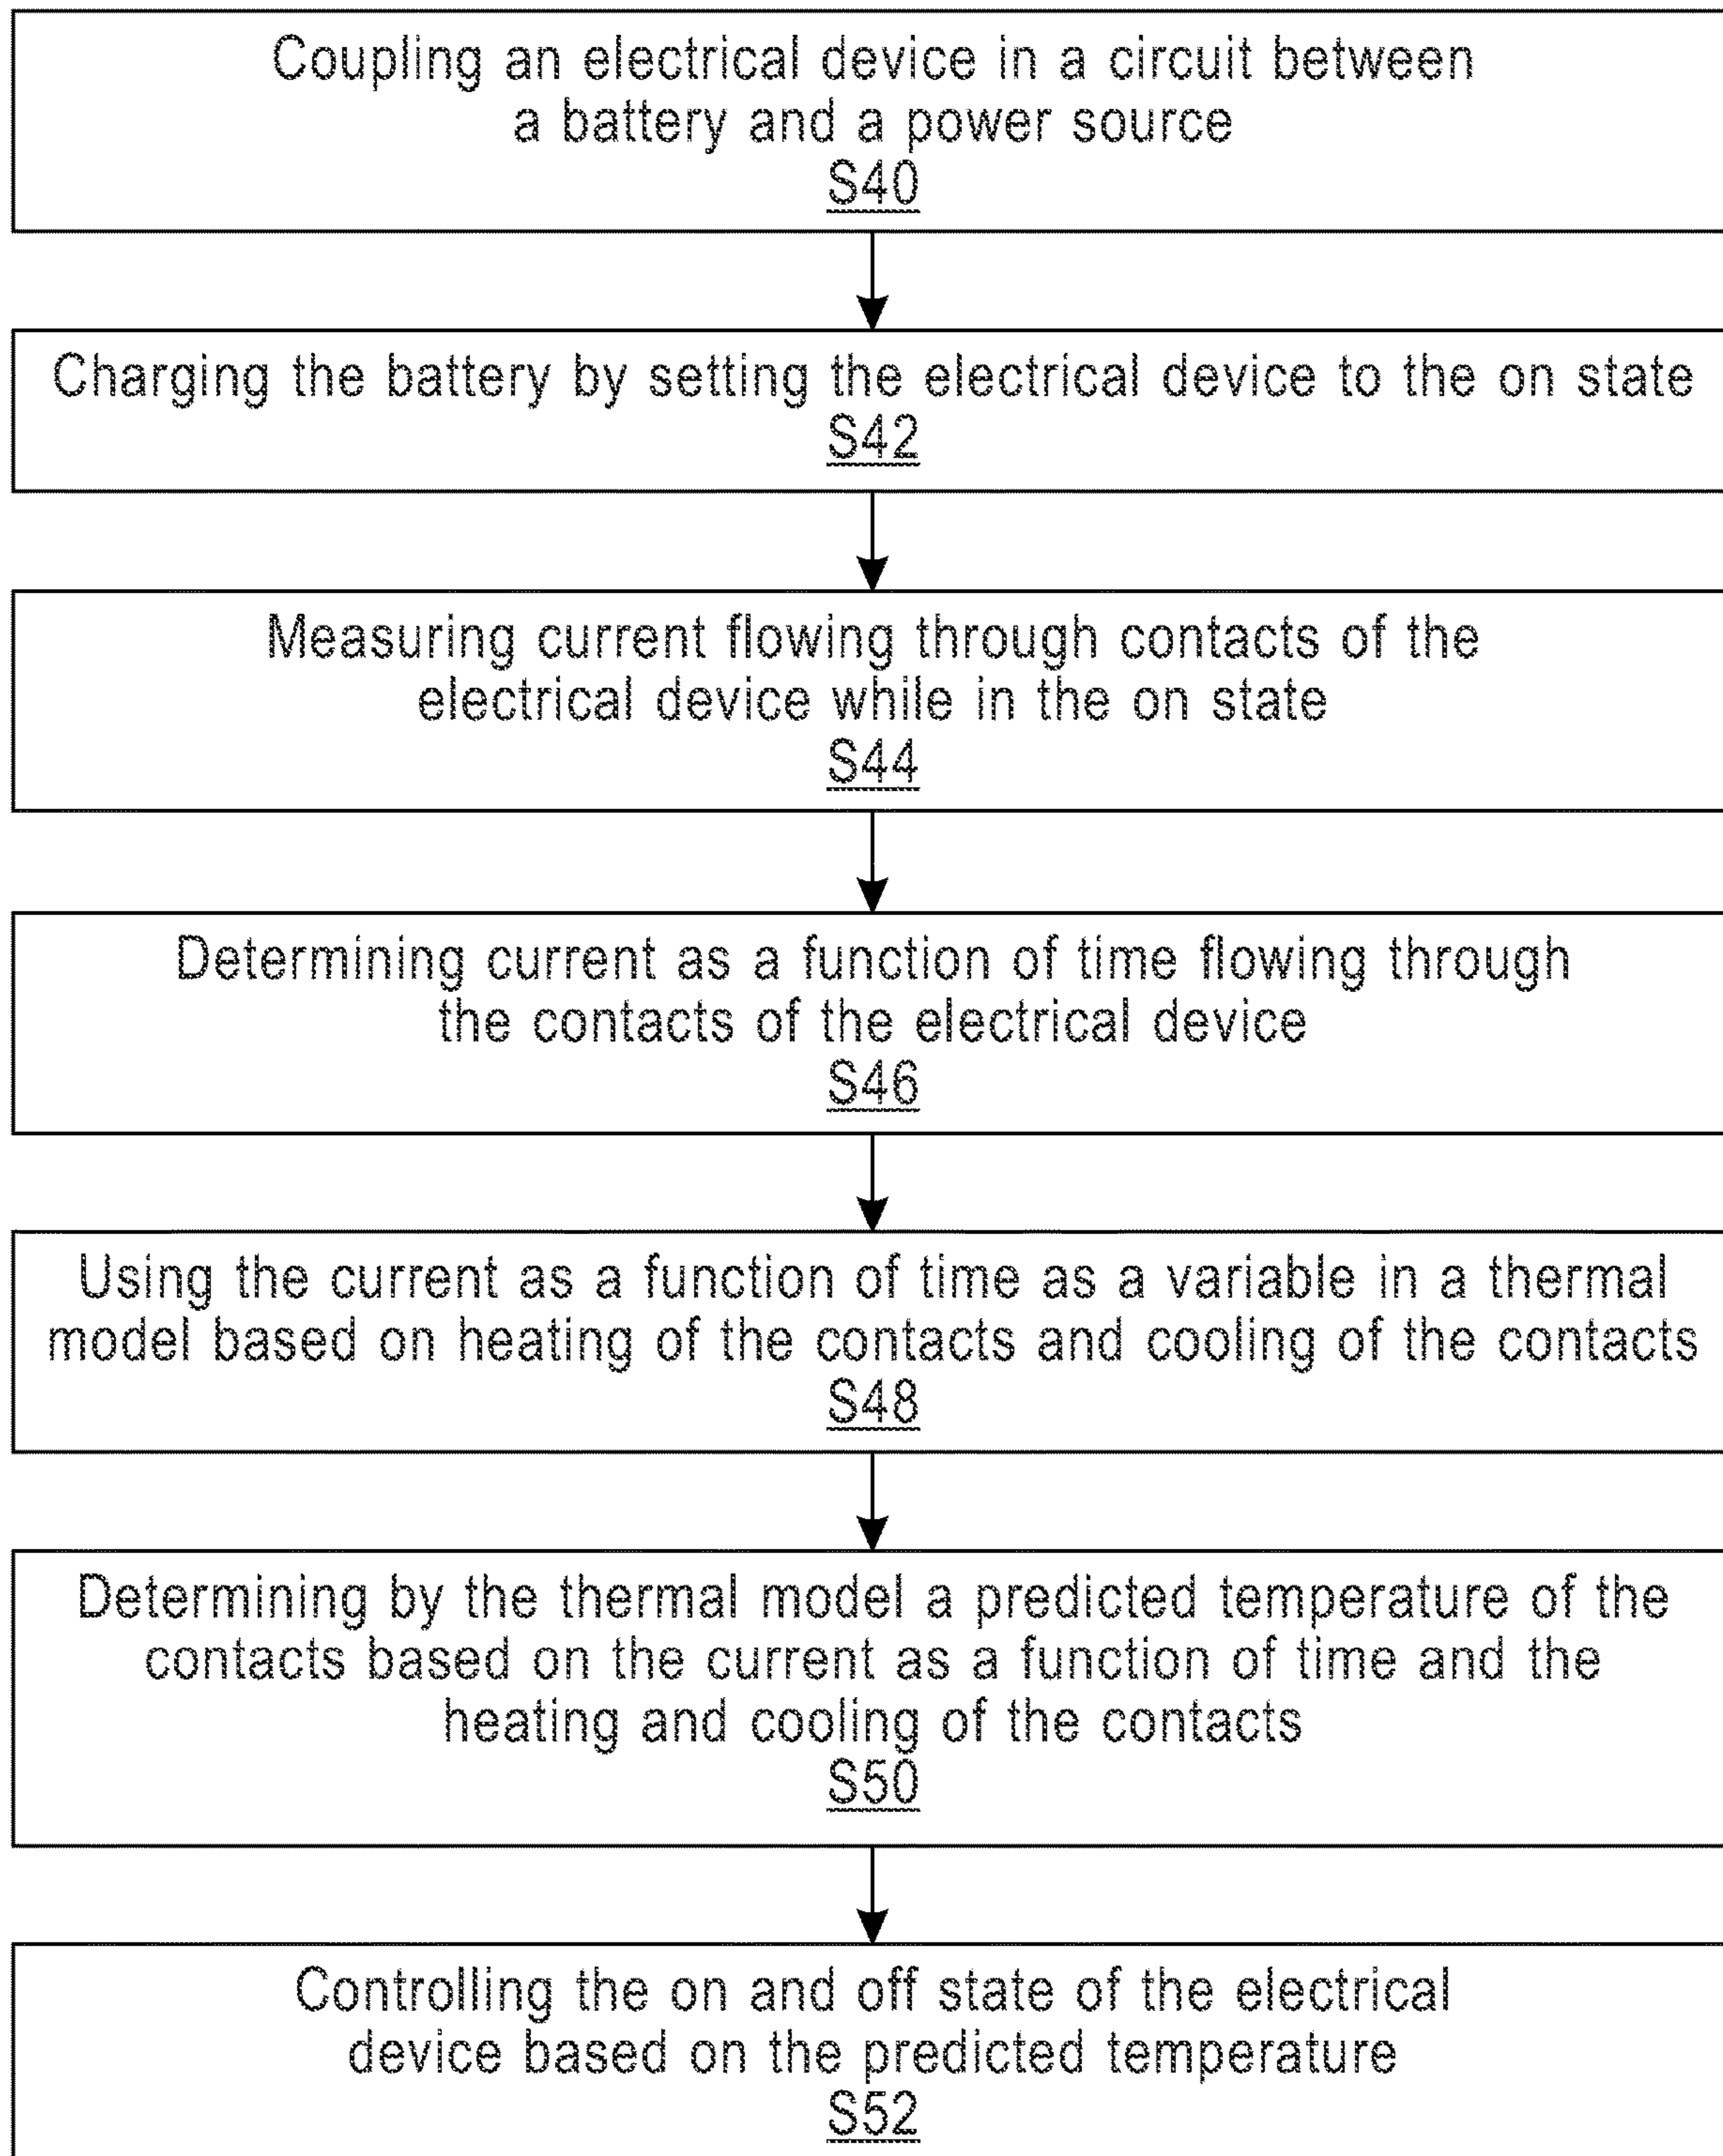 Coupling an electrical device in a circuit between
a battery and a power source
S40
Charging the battery by setting the electrical device to the on state
S42
Measuring current flowing through contacts of the
electrical device while in the on state
S44
Determining current as a function of time flowing through
the contacts of the electrical device
S46
Using the current as a function of time as a variable in a thermal
model based on heating of the contacts and cooling of the contacts
S48
Determining by the thermal model a predicted temperature of the
contacts based on the current as a function of time and the
heating and cooling of the contacts
S50
Controlling the on and off state of the electrical
device based on the predicted temperature
S52